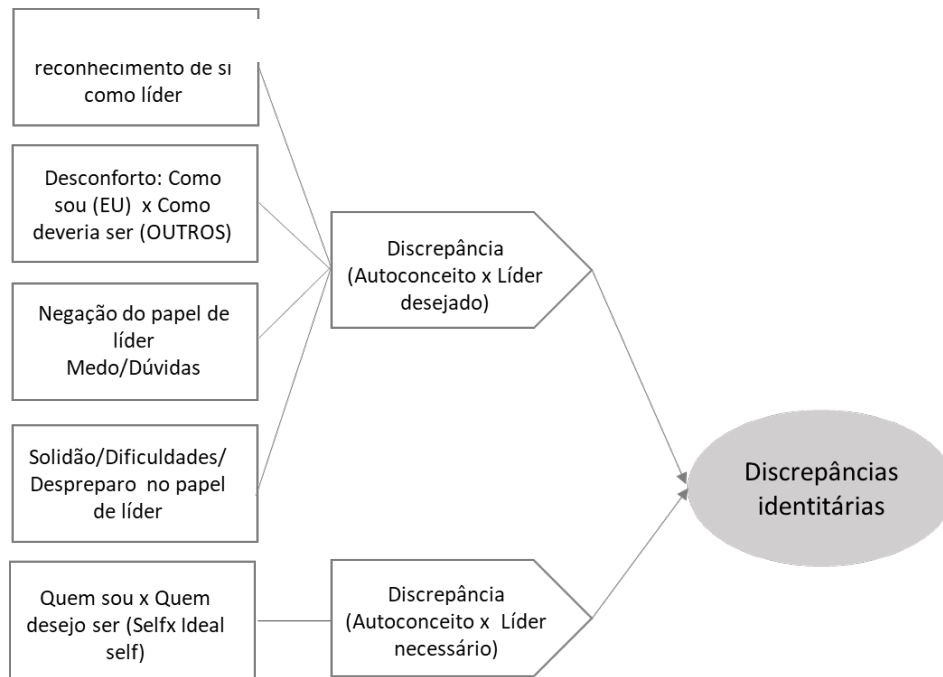 reconhecimento de si
como líder
Desconforto: Como
sou (EU) x Como
deveria ser (OUTROS)
Negação do papel de
líder
Medo/Dúvidas
Solidão/Dificuldades/
Despreparo no papel
de líder
Quem sou x Quem
desejo ser (Selfx Ideal
self)
Discrepância
(Autoconceito x Líder
desejado)
Discrepância
(Autoconceito x Líder
necessário)
Discrepâncias
identitárias